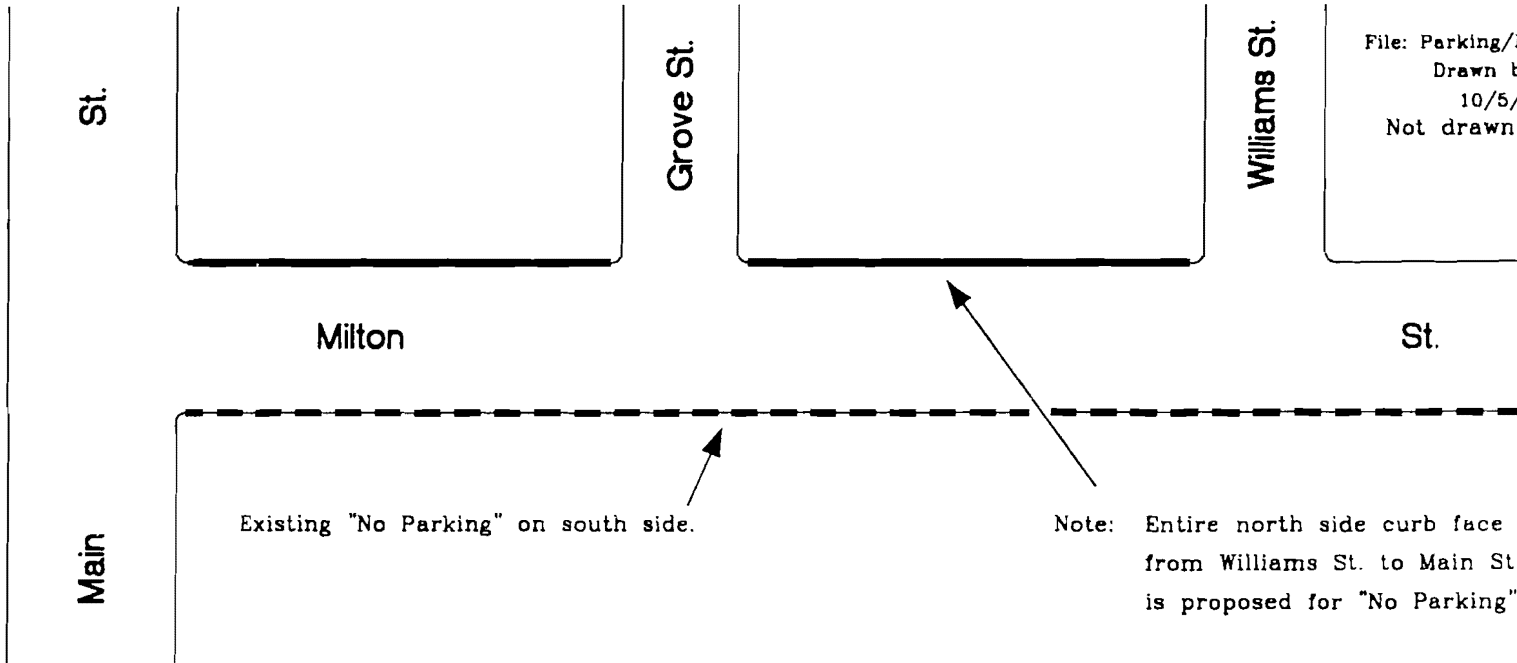 St.
Grove St.
Williams St.
File: Parking/
Drawn
10/5/
Not drawn
Milton
St.
Existing "No Parking" on south side.
Main
Note: Entire north side curb face
from Williams St. to Main St
is proposed for "No Parking"